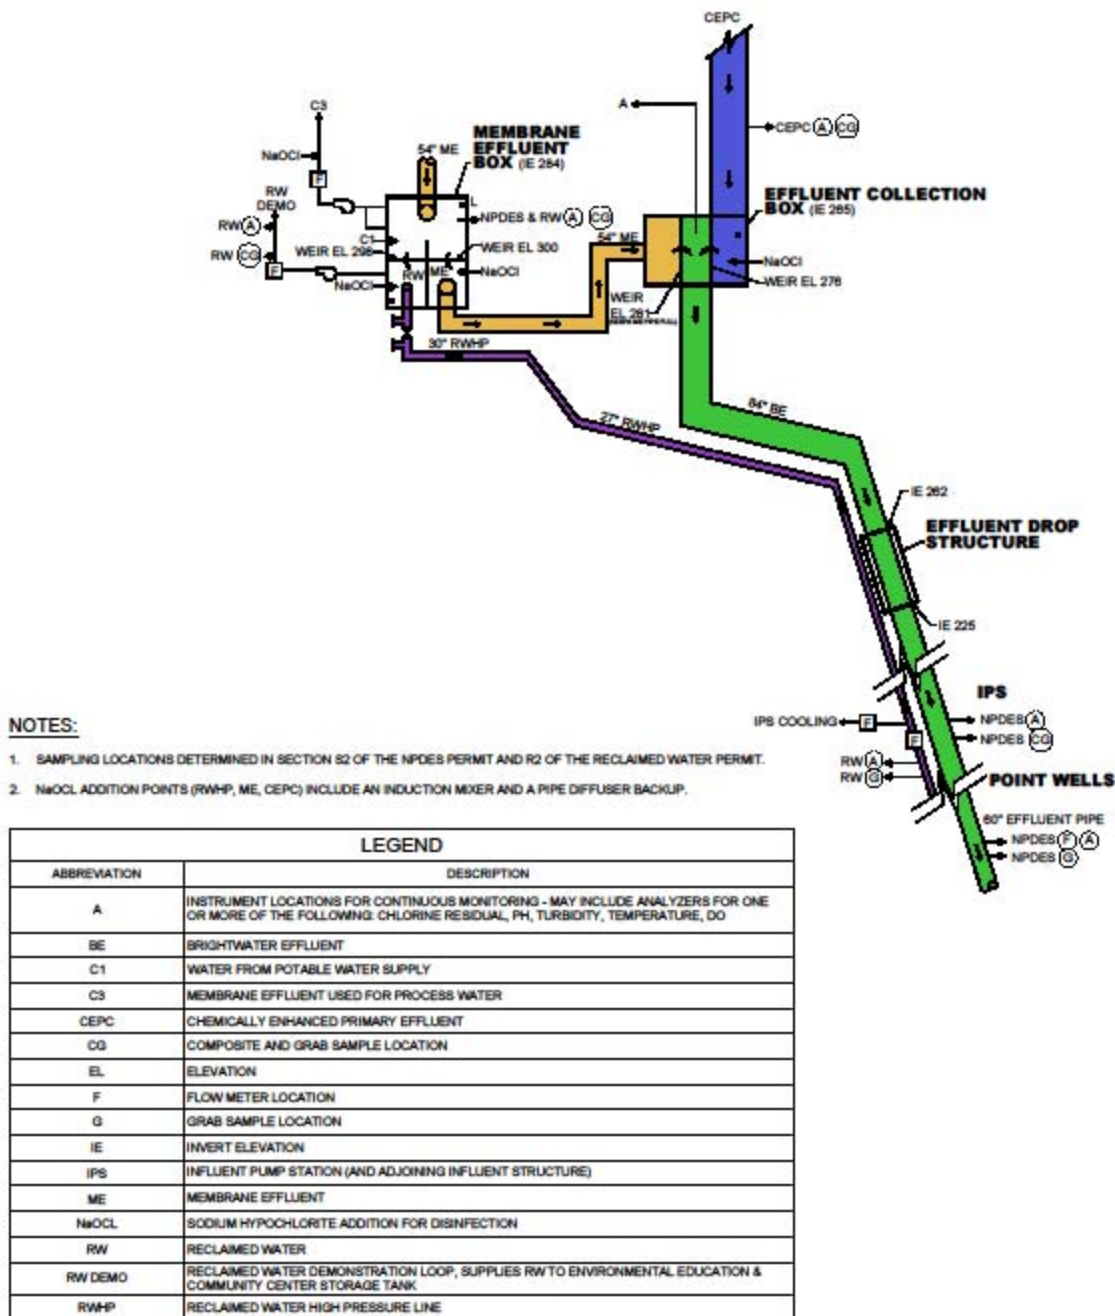 CEPC
A
CEPC A CG
C3
NaOCl
F
54" ME
MEMBRANE
EFFLUENT
BOX (IE 284)
RW
DEMO
RW A
RW CG
F
L
NPDES & RW A CG
C1
WEIR EL 298
WEIR EL 300
RW
ME
NaOCl
NaOCl
54" ME
EFFLUENT COLLECTION
BOX (IE 265)
NaOCl
WEIR EL 276
WEIR
EL 281
30" RWHP
27" RWHP
84" BE
IE 262
EFFLUENT DROP
STRUCTURE
IE 225
IPS
IPS COOLING F
F
NPDES A
NPDES CG
RW A
RW G
POINT WELLS
60" EFFLUENT PIPE
NPDES F A
NPDES G
NOTES:
1. SAMPLING LOCATIONS DETERMINED IN SECTION S2 OF THE NPDES PERMIT AND R2 OF THE RECLAIMED WATER PERMIT.
2. NaOCL ADDITION POINTS (RWHP, ME, CEPC) INCLUDE AN INDUCTION MIXER AND A PIPE DIFFUSER BACKUP.
LEGEND
ABBREVIATION DESCRIPTION
A INSTRUMENT LOCATIONS FOR CONTINUOUS MONITORING - MAY INCLUDE ANALYZERS FOR ONE
OR MORE OF THE FOLLOWING: CHLORINE RESIDUAL, PH, TURBIDITY, TEMPERATURE, DO
BE BRIGHTWATER EFFLUENT
C1 WATER FROM POTABLE WATER SUPPLY
C3 MEMBRANE EFFLUENT USED FOR PROCESS WATER
CEPC CHEMICALLY ENHANCED PRIMARY EFFLUENT
CG COMPOSITE AND GRAB SAMPLE LOCATION
EL ELEVATION
F FLOW METER LOCATION
G GRAB SAMPLE LOCATION
IE INVERT ELEVATION
IPS INFLUENT PUMP STATION (AND ADJOINING INFLUENT STRUCTURE)
ME MEMBRANE EFFLUENT
NaOCL SODIUM HYPOCHLORITE ADDITION FOR DISINFECTION
RW RECLAIMED WATER
RW DEMO RECLAIMED WATER DEMONSTRATION LOOP, SUPPLIES RW TO ENVIRONMENTAL EDUCATION &
COMMUNITY CENTER STORAGE TANK
RWHP RECLAIMED WATER HIGH PRESSURE LINE